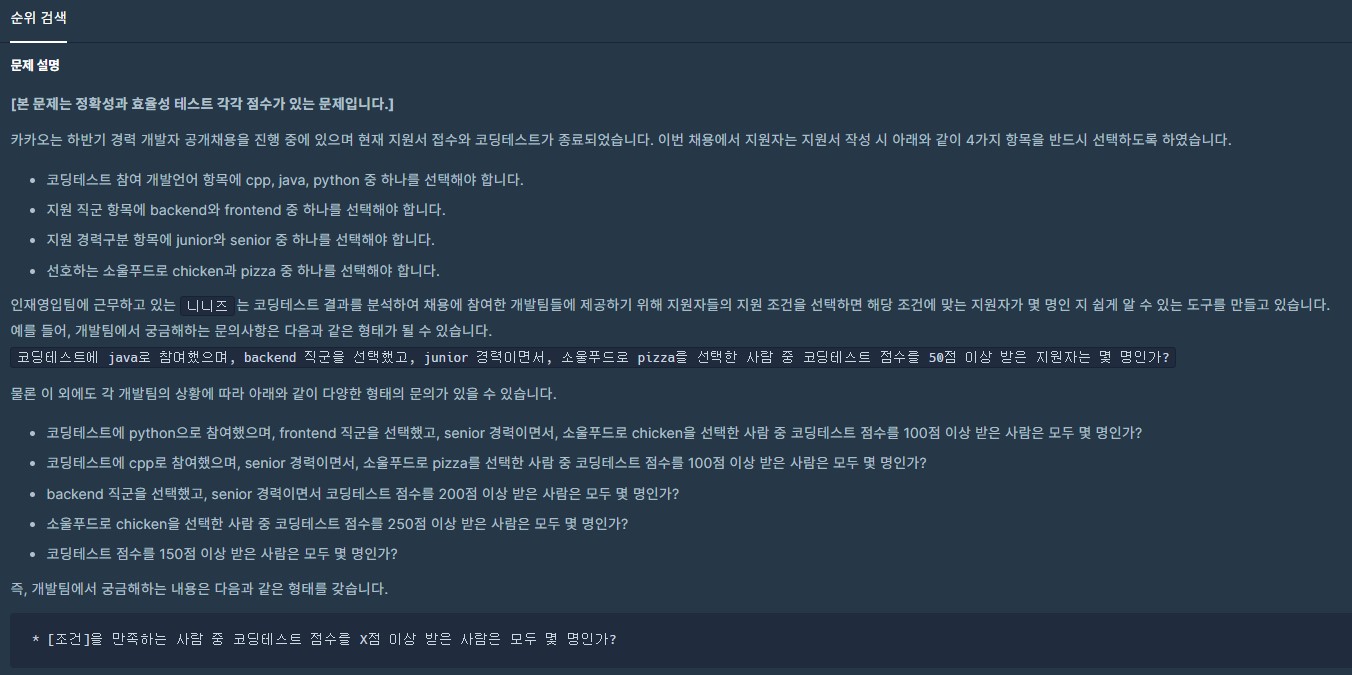 순위 검색
문제 설명
[본 문제는 정확성과 효율성 테스트 각각 점수가 있는 문제입니다.]
카카오는 하반기 경력 개발자 공개채용을 진행 중에 있으며 현재 지원서 접수와 코딩테스트가 종료되었습니다. 이번 채용에서 지원자는 지원서 작성 시 아래와 같이 4가지 항목을 반드시 선택하도록 하였습니다.
• 코딩테스트 참여 개발언어 항목에 cpp, java, python 중 하나를 선택해야 합니다.
• 지원 직군 항목에 backend와 frontend 중 하나를 선택해야 합니다.
• 지원 경력구분 항목에 junior와 senior 중 하나를 선택해야 합니다.
• 선호하는 소울푸드로 chicken과 pizza 중 하나를 선택해야 합니다.
인재영입팀에 근무하고 있는 니니즈 는 코딩테스트 결과를 분석하여 채용에 참여한 개발팀들에 제공하기 위해 지원자들의 지원 조건을 선택하면 해당 조건에 맞는 지원자가 몇 명인 지 쉽게 알 수 있는 도구를 만들고 있습니다.
예를 들어, 개발팀에서 궁금해하는 문의사항은 다음과 같은 형태가 될 수 있습니다.
코딩테스트에 java로 참여했으며, backend 직군을 선택했고, junior 경력이면서, 소울푸드로 pizza를 선택한 사람 중 코딩테스트 점수를 50점 이상 받은 지원자는 몇 명인가?
물론 이 외에도 각 개발팀의 상황에 따라 아래와 같이 다양한 형태의 문의가 있을 수 있습니다.
• 코딩테스트에 python으로 참여했으며, frontend 직군을 선택했고, senior 경력이면서, 소울푸드로 chicken을 선택한 사람 중 코딩테스트 점수를 100점 이상 받은 사람은 모두 몇 명인가?
• 코딩테스트에 cpp로 참여했으며, senior 경력이면서, 소울푸드로 pizza를 선택한 사람 중 코딩테스트 점수를 100점 이상 받은 사람은 모두 몇 명인가?
• backend 직군을 선택했고, senior 경력이면서 코딩테스트 점수를 200점 이상 받은 사람은 모두 몇 명인가?
• 소울푸드로 chicken을 선택한 사람 중 코딩테스트 점수를 250점 이상 받은 사람은 모두 몇 명인가?
• 코딩테스트 점수를 150점 이상 받은 사람은 모두 몇 명인가?
즉, 개발팀에서 궁금해하는 내용은 다음과 같은 형태를 갖습니다.
* [조건]을 만족하는 사람 중 코딩테스트 점수를 X점 이상 받은 사람은 모두 몇 명인가?